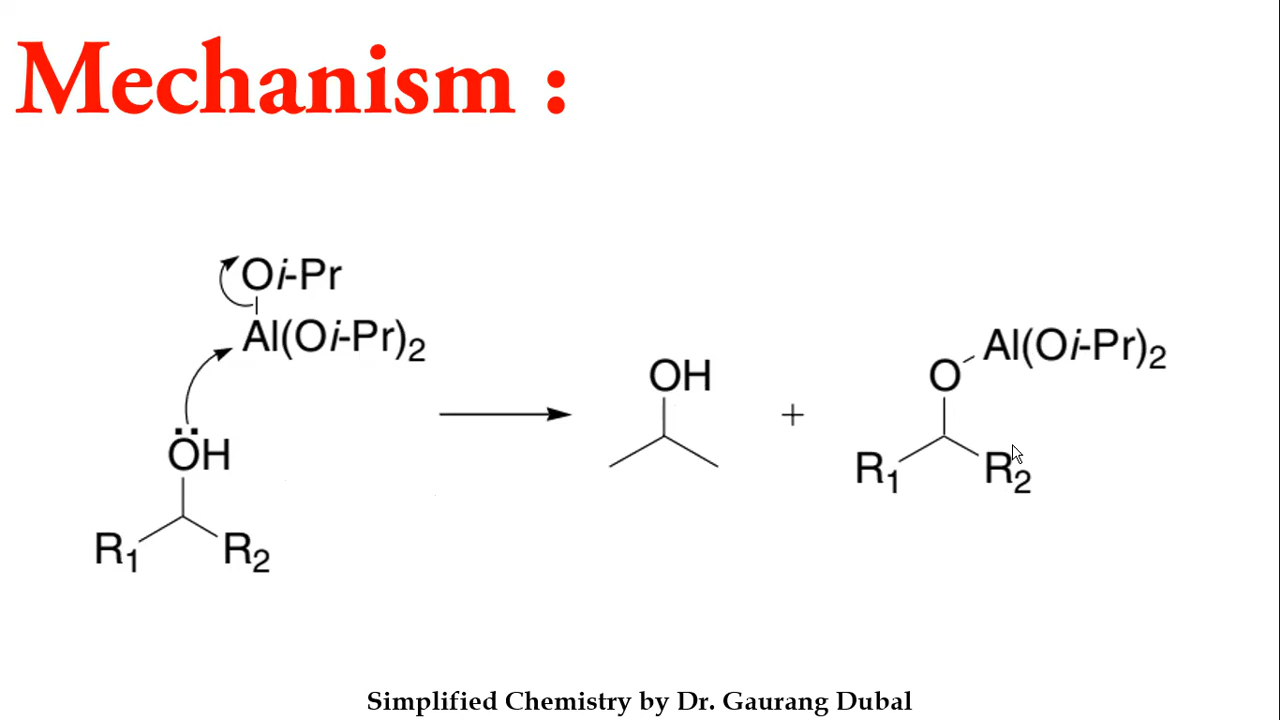 Mechanism :
Oi-Pr
Al(Oi-Pr)₂
ÖH
R₁ R₂
OH
+
Al(Oi-Pr)₂
O
R₁ R₂
Simplified Chemistry by Dr. Gaurang Dubal